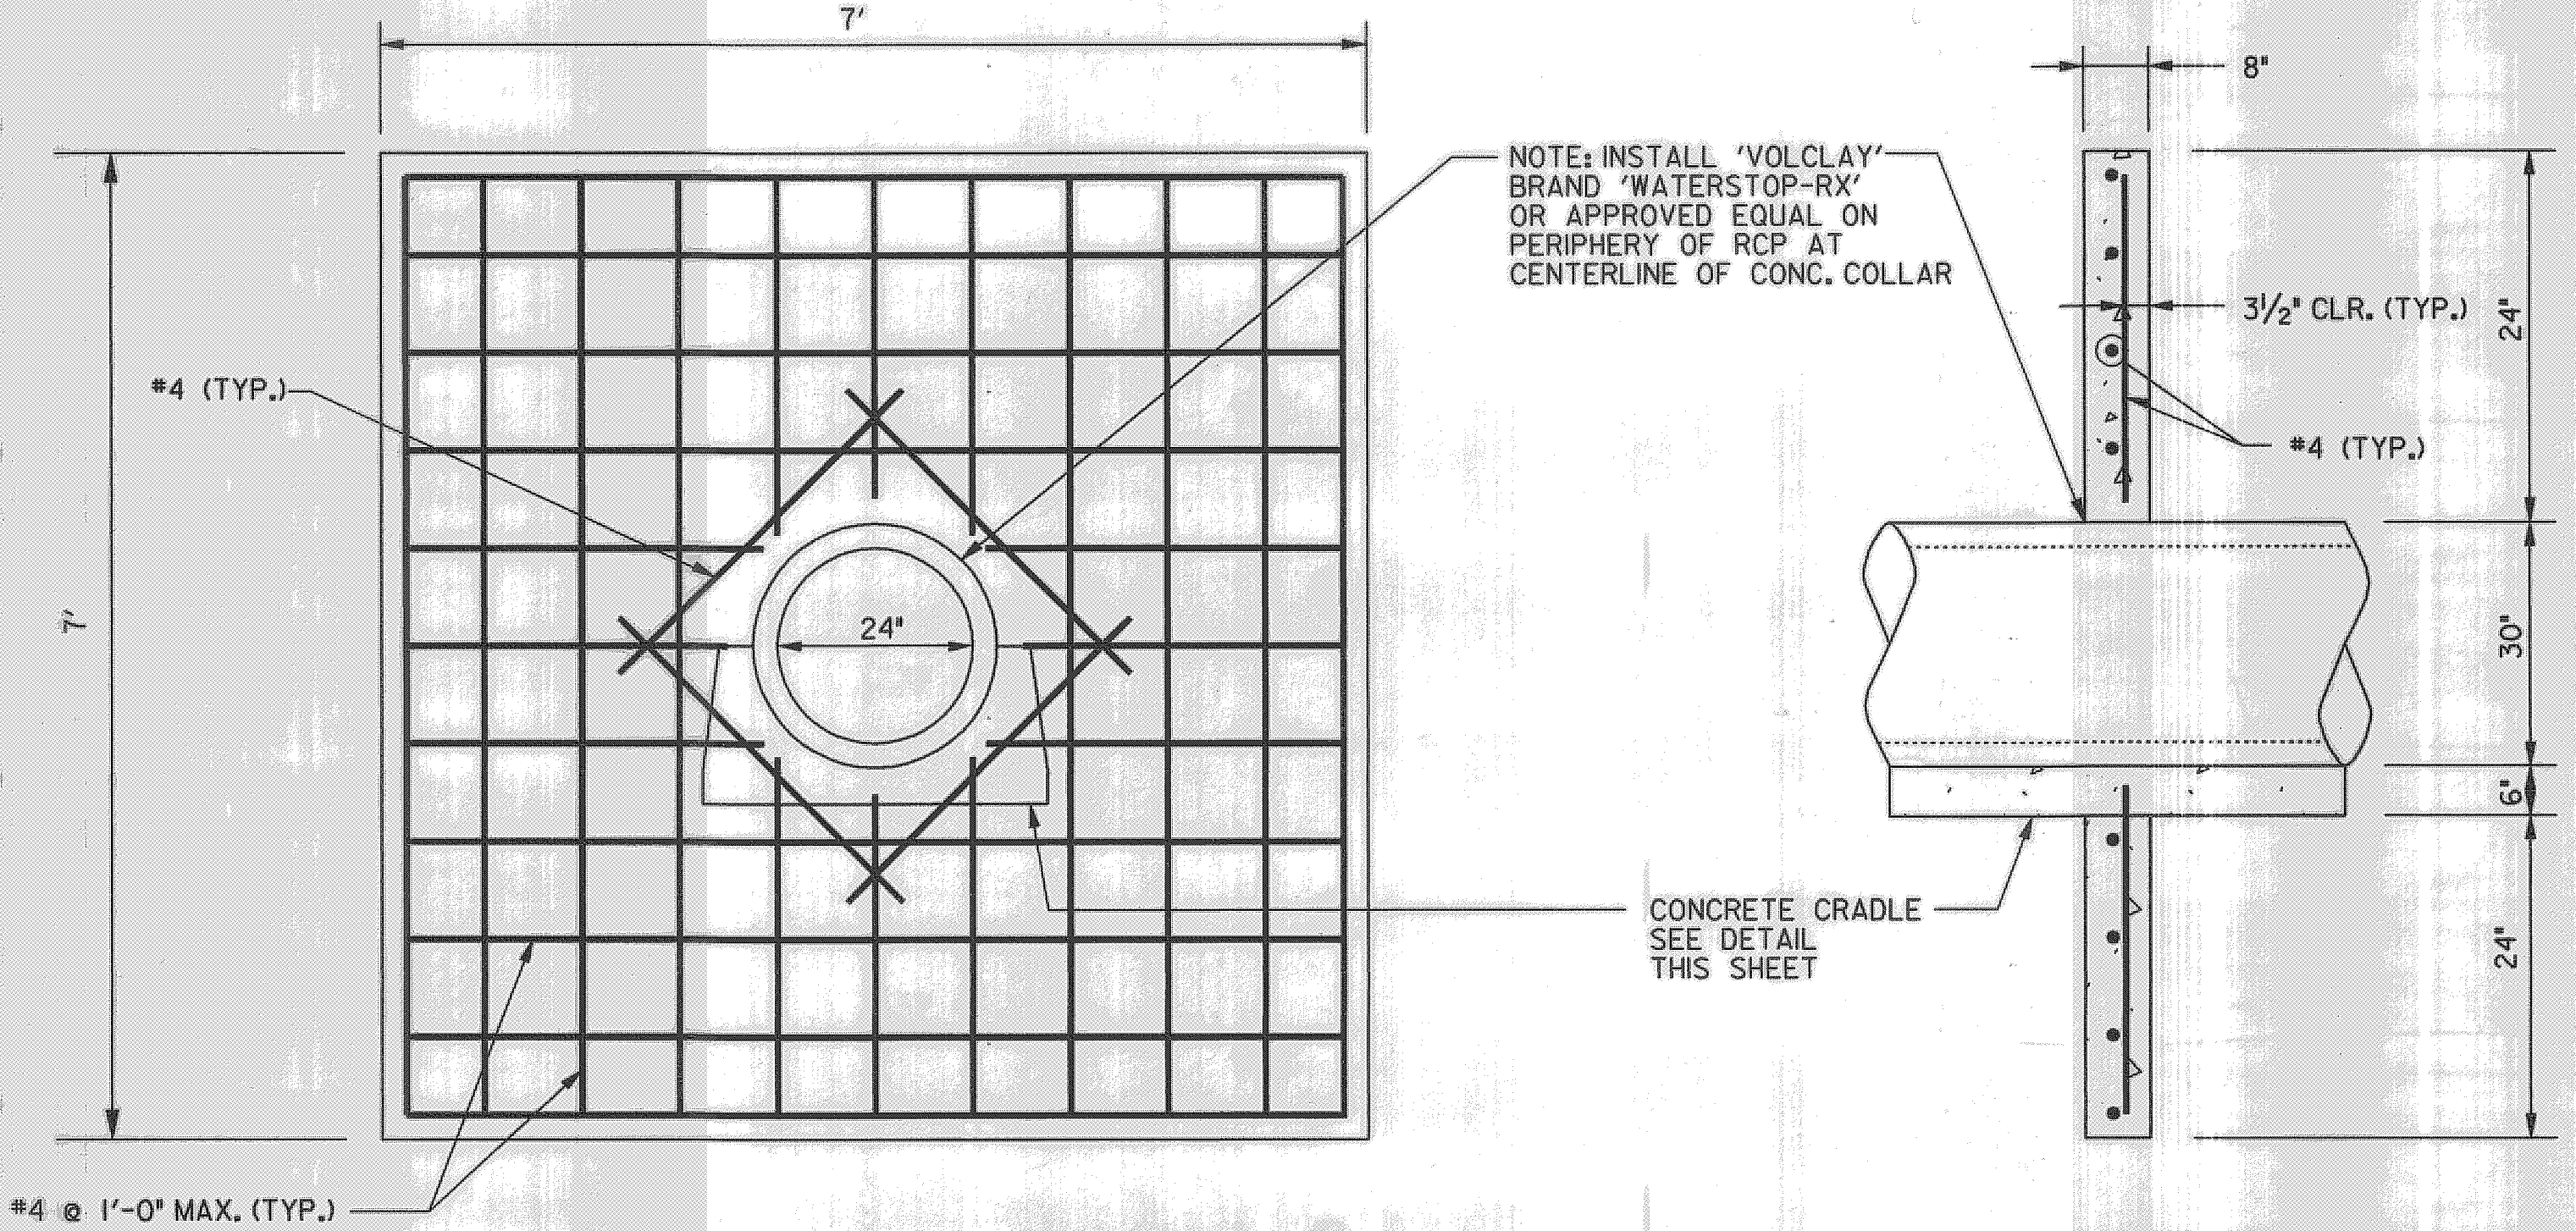 7'
8"
NOTE: INSTALL 'VOLCLAY'
BRAND 'WATERSTOP-RX'
OR APPROVED EQUAL ON
PERIPHERY OF RCP AT
CENTERLINE OF CONC. COLLAR
3 1/2" CLR. (TYP.)
24"
#4 (TYP.)
#4 (TYP.)
7'
24"
30"
6"
CONCRETE CRADLE
SEE DETAIL
THIS SHEET
24"
#4 @ 1'-0" MAX. (TYP.)